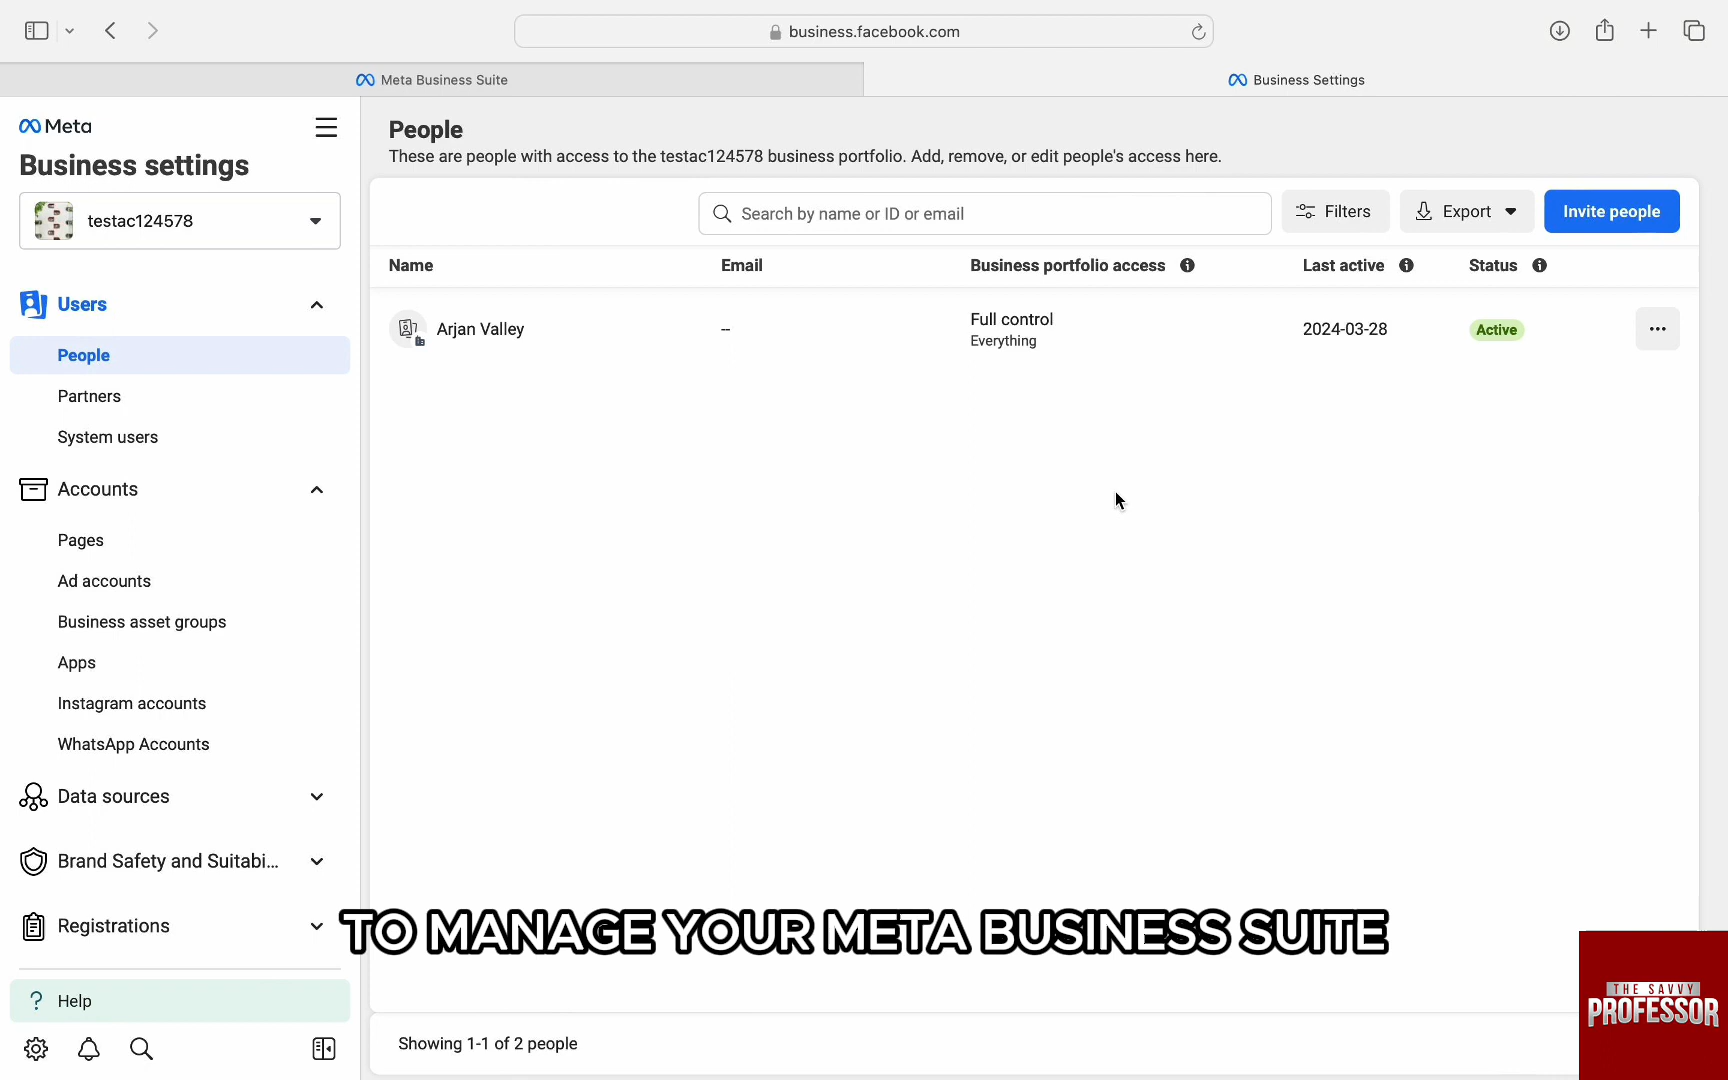 business.facebook.com
Meta Business Suite
Business Settings
Meta
Business settings
testac124578
Users
People
Partners
System users
Accounts
Pages
Ad accounts
Business asset groups
Apps
Instagram accounts
WhatsApp Accounts
Data sources
Brand Safety and Suitabi...
Registrations
? Help
People
These are people with access to the testac124578 business portfolio. Add, remove, or edit people's access here.
Search by name or ID or email
Filters
Export
Invite people
Name Email Business portfolio access Last active Status
Arjan Valley -- Full control 2024-03-28 Active ...
Everything
TO MANAGE YOUR META BUSINESS SUITE
Showing 1-1 of 2 people
THE SAVVY
PROFESSOR